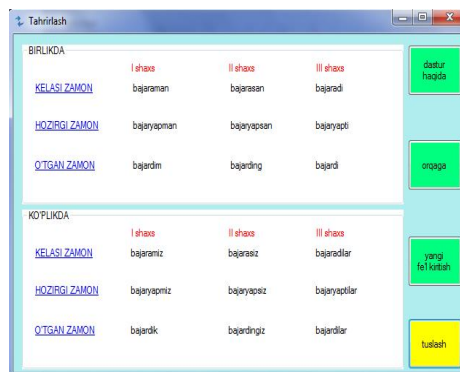 Tahrirlash
BIRLIKDA
I shaxs II shaxs III shaxs
KELASI ZAMON bajaraman bajarasan bajaradi
HOZIRGI ZAMON bajaryapman bajaryapsan bajaryapti
O'TGAN ZAMON bajardim bajarding bajardi
KO'PLIKDA
I shaxs II shaxs III shaxs
KELASI ZAMON bajaramiz bajarasiz bajaradilar
HOZIRGI ZAMON bajaryapmiz bajaryapsiz bajaryaptilar
O'TGAN ZAMON bajardik bajardingiz bajardilar
dastur
haqida
orqaga
yangi
fe'l kiritish
tuslash